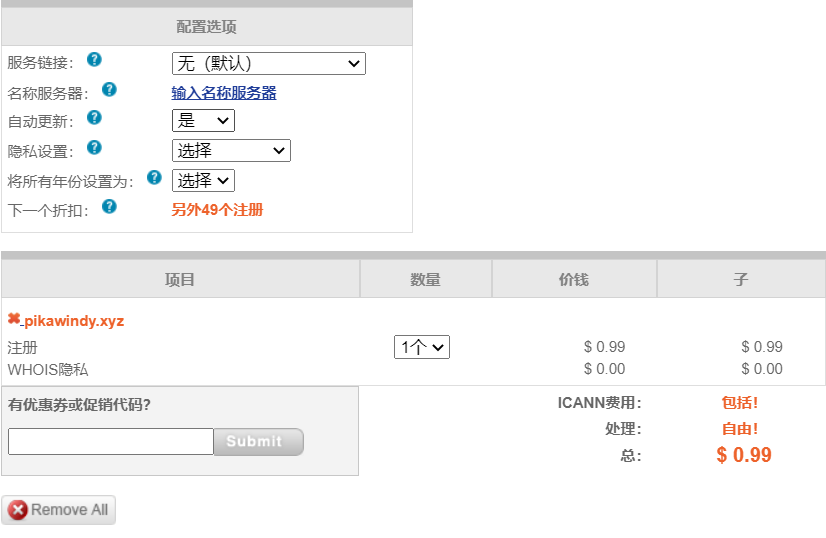 配置选项
服务链接： 无（默认）
名称服务器： 输入名称服务器
自动更新： 是
隐私设置： 选择
将所有年份设置为： 选择
下一个折扣： 另外49个注册
项目 数量 价钱 子
pikawindy.xyz
注册 1个 $ 0.99 $ 0.99
WHOIS隐私 $ 0.00 $ 0.00
有优惠券或促销代码? ICANN费用： 包括!
Submit 处理： 自由!
总： $ 0.99
Remove All